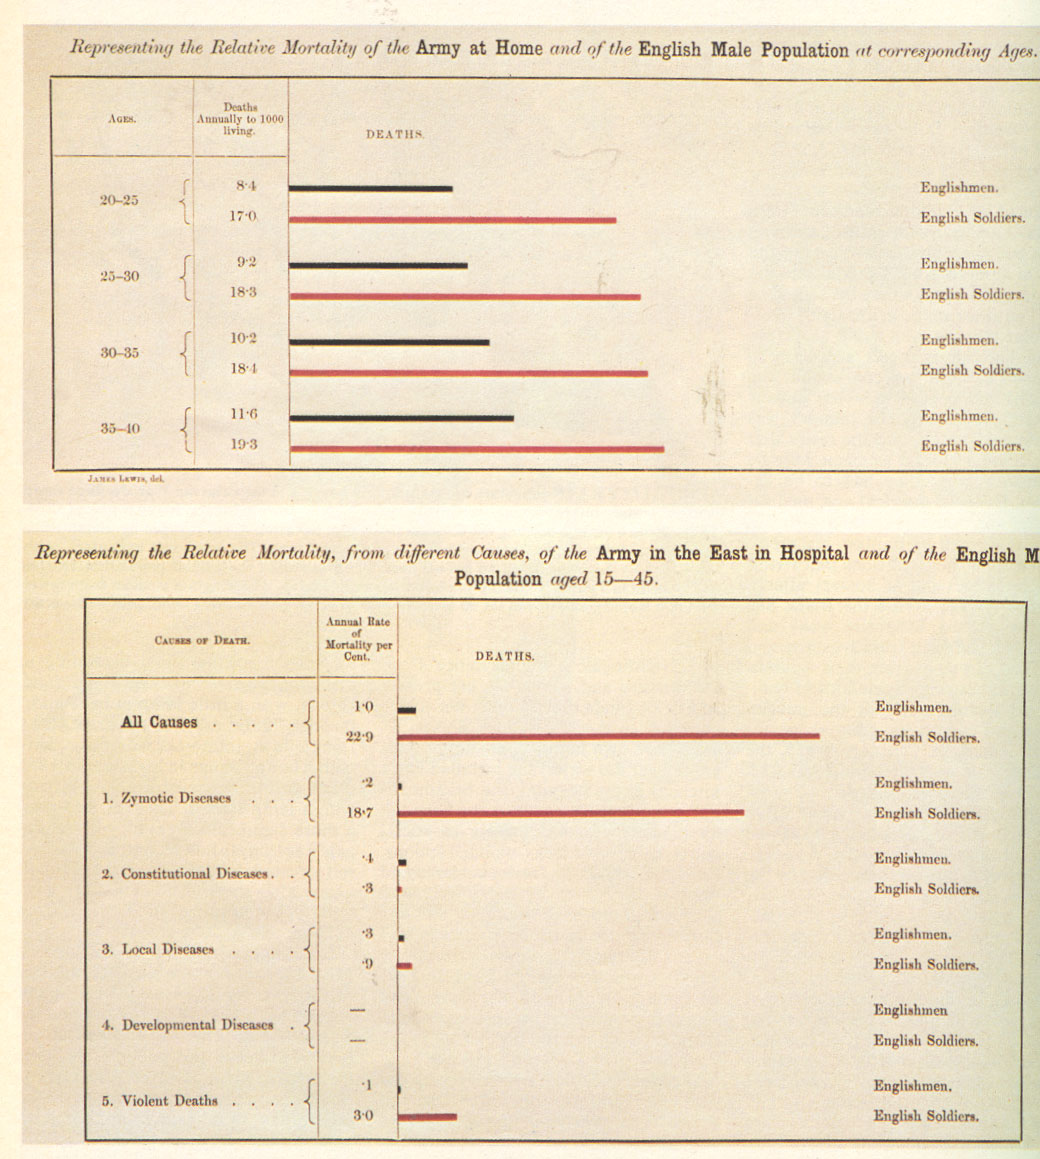 Representing the Relative Mortality of the Army at Home and of the English Male Population at corresponding Ages.
AGES.
Deaths
Annually to 1000
living.
DEATHS.
20–25
8·4
Englishmen.
17·0
English Soldiers.
25–30
9·2
Englishmen.
18·3
English Soldiers.
30–35
10·2
Englishmen.
18·4
English Soldiers.
35–40
11·6
Englishmen.
19·3
English Soldiers.
JAMES LEWIS, del.
Representing the Relative Mortality, from different Causes, of the Army in the East in Hospital and of the English M
Population aged 15—45.
CAUSES OF DEATH.
Annual Rate
of
Mortality per
Cent.
DEATHS.
All Causes . . . . .
1·0
Englishmen.
22·9
English Soldiers.
1. Zymotic Diseases . . .
·2
Englishmen.
18·7
English Soldiers.
2. Constitutional Diseases . .
·4
Englishmen.
·3
English Soldiers.
3. Local Diseases . . . .
·3
Englishmen.
·9
English Soldiers.
4. Developmental Diseases .
—
Englishmen
—
English Soldiers.
5. Violent Deaths . . . .
·1
Englishmen.
3·0
English Soldiers.